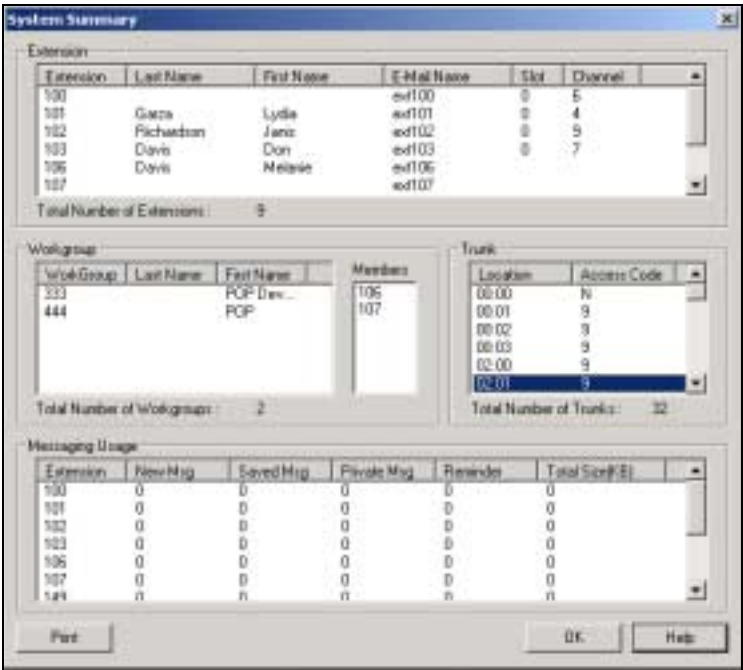 System Summary
Extension
Extension Last Name First Name E-Mail Name Slot Channel
100 ext100 0 6
101 Garza Lydia ext101 0 4
102 Richardson Janis ext102 0 9
103 Davis Don ext103 0 7
106 Davis Melanie ext106
107 ext107
Total Number of Extensions : 9
Workgroup
WorkGroup Last Name First Name
333 POP Dev...
444 POP
Members
106
107
Total Number of Workgroups : 2
Trunk
Location Access Code
00:00 N
00:01 9
00:02 9
00:03 9
02:00 9
02:01 9
Total Number of Trunks : 32
Messaging Usage
Extension New Msg Saved Msg Private Msg Reminder Total Size(KB)
100 0 0 0 0 0
101 0 0 0 0 0
102 0 0 0 0 0
103 0 0 0 0 0
106 0 0 0 0 0
107 0 0 0 0 0
149 0 0 0 0 0
Print OK Help